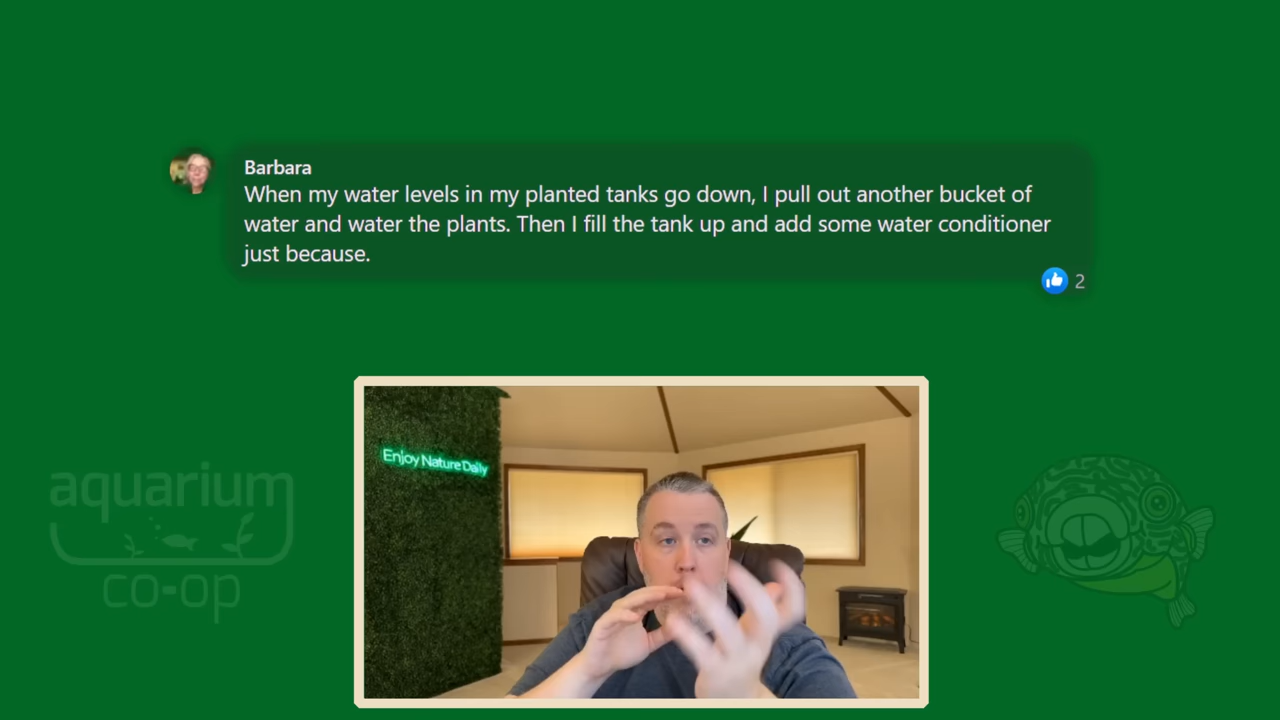 Barbara
When my water levels in my planted tanks go down, I pull out another bucket of
water and water the plants. Then I fill the tank up and add some water conditioner
just because.
2
Enjoy Nature Daily
aquarium
co-op